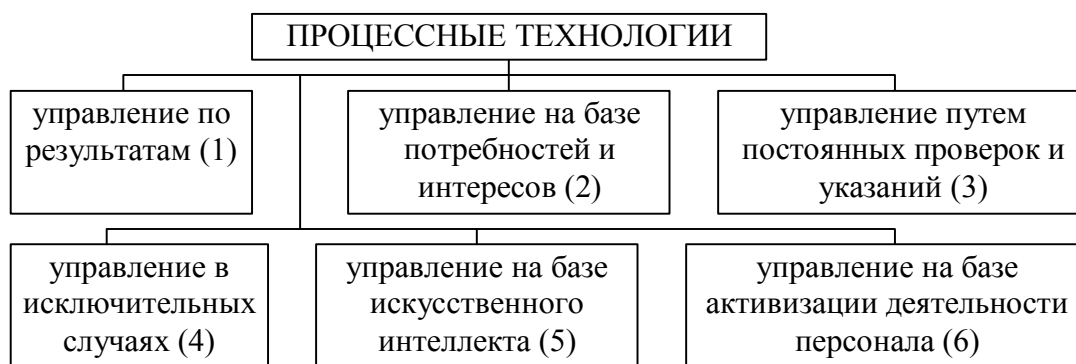 ПРОЦЕССНЫЕ ТЕХНОЛОГИИ
управление по
результатам (1)
управление на базе
потребностей и
интересов (2)
управление путем
постоянных проверок и
указаний (3)
управление в
исключительных
случаях (4)
управление на базе
искусственного
интеллекта (5)
управление на базе
активизации деятельности
персонала (6)